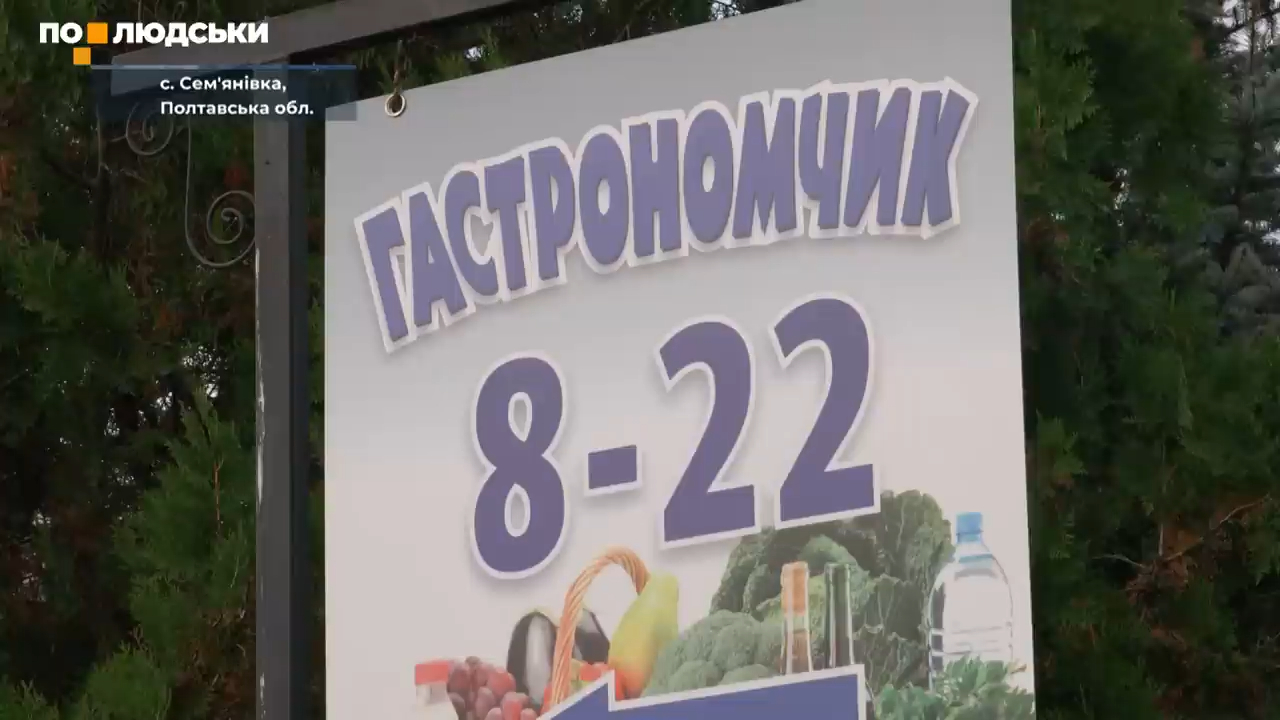 ПО ЛЮДСЬКИ
с. Сем'янівка,
Полтавська обл.
ГАСТРОНОМЧИК
8-22